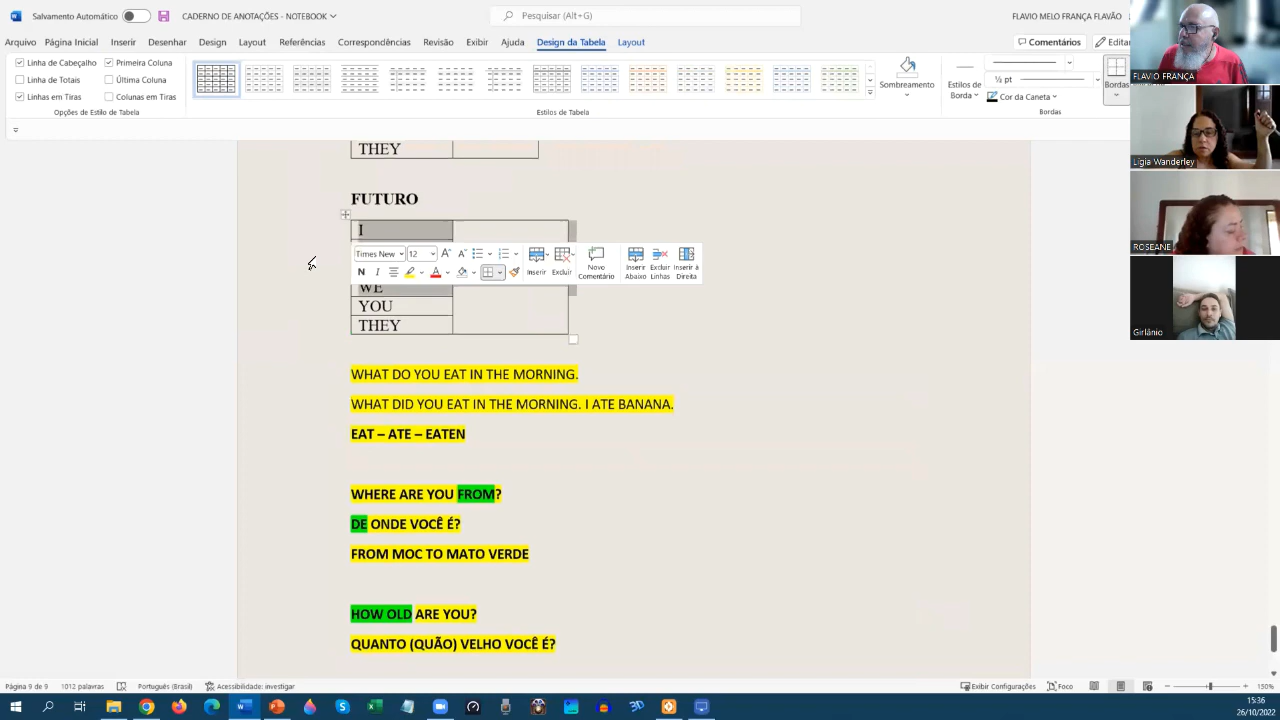 Salvamento Automático
CADERNO DE ANOTAÇÕES - NOTEBOOK
Pesquisar (Alt+G)
FLAVIO MELO FRANÇA FLAVÃO
Arquivo Página Inicial Inserir Desenhar Design Layout Referências Correspondências Revisão Exibir Ajuda Design da Tabela Layout
Comentários
Editar
Linha de Cabeçalho Primeira Coluna
Linha de Totais Última Coluna
Linhas em Tiras Colunas em Tiras
Opções de Estilo de Tabela
Estilos de Tabela
Sombreamento
Estilos de Borda
½ pt
Cor da Caneta
Bordas
Bordas
FLAVIO FRANÇA
Lígia Wanderley
ROSEANE
Girlânio
THEY
FUTURO
I
Times New 12
N I
Inserir Excluir Novo Comentário Inserir Abaixo Excluir Linhas Inserir à Direita
WE
YOU
THEY
WHAT DO YOU EAT IN THE MORNING.
WHAT DID YOU EAT IN THE MORNING. I ATE BANANA.
EAT – ATE – EATEN
WHERE ARE YOU FROM?
DE ONDE VOCÊ É?
FROM MOC TO MATO VERDE
HOW OLD ARE YOU?
QUANTO (QUÃO) VELHO VOCÊ É?
Página 9 de 9 1012 palavras Português (Brasil) Acessibilidade: investigar
Exibir Configurações Foco 150%
15:36
26/10/2022